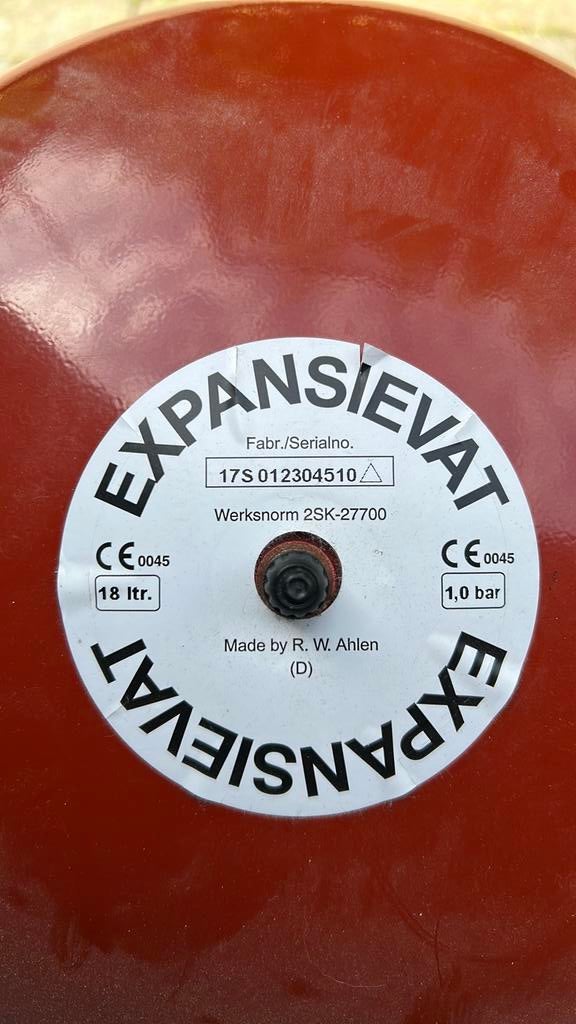 EXPANSIEVAT
Fabr./Serialno.
17S 012304510
Werksnorm 2SK-27700
CE 0045
CE 0045
18 ltr.
1,0 bar
Made by R. W. Ahlen
(D)
EXPANSIEVAT